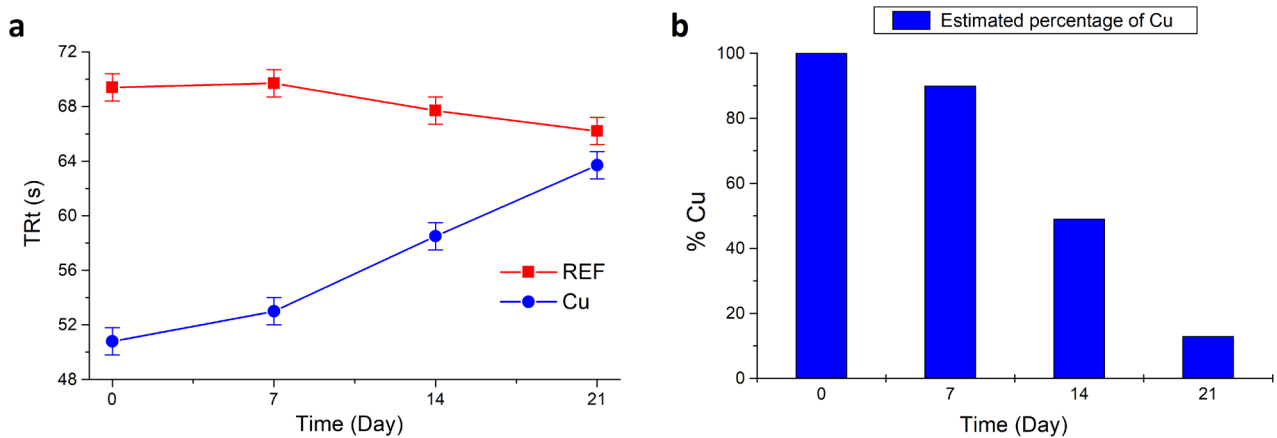 a
72
68
64
60
56
52
48
TRt (s)
REF
Cu
0 7 14 21
Time (Day)
b
Estimated percentage of Cu
100
80
60
40
20
0
% Cu
0 7 14 21
Time (Day)